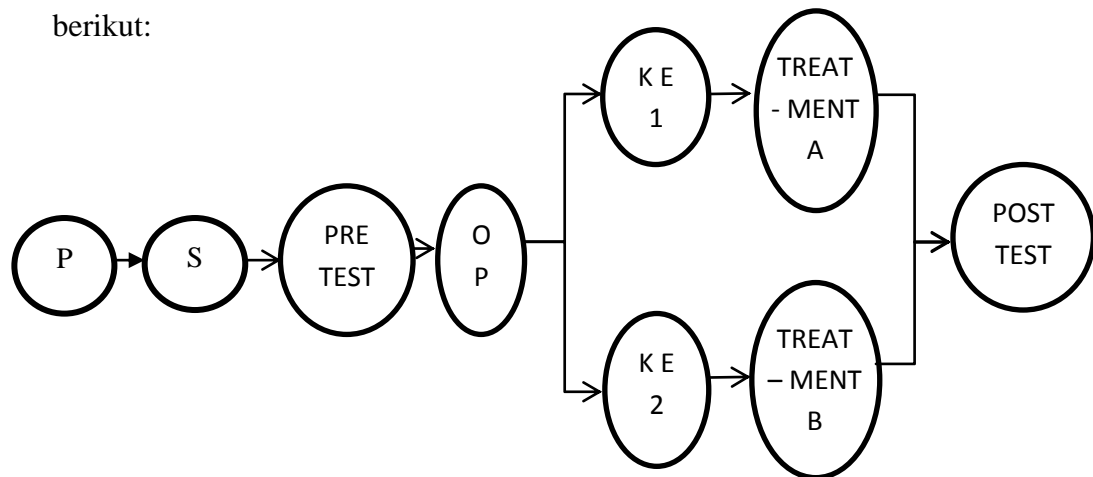 berikut:
P
S
PRE
TEST
O
P
K E
1
TREAT
- MENT
A
K E
2
TREAT
– MENT
B
POST
TEST